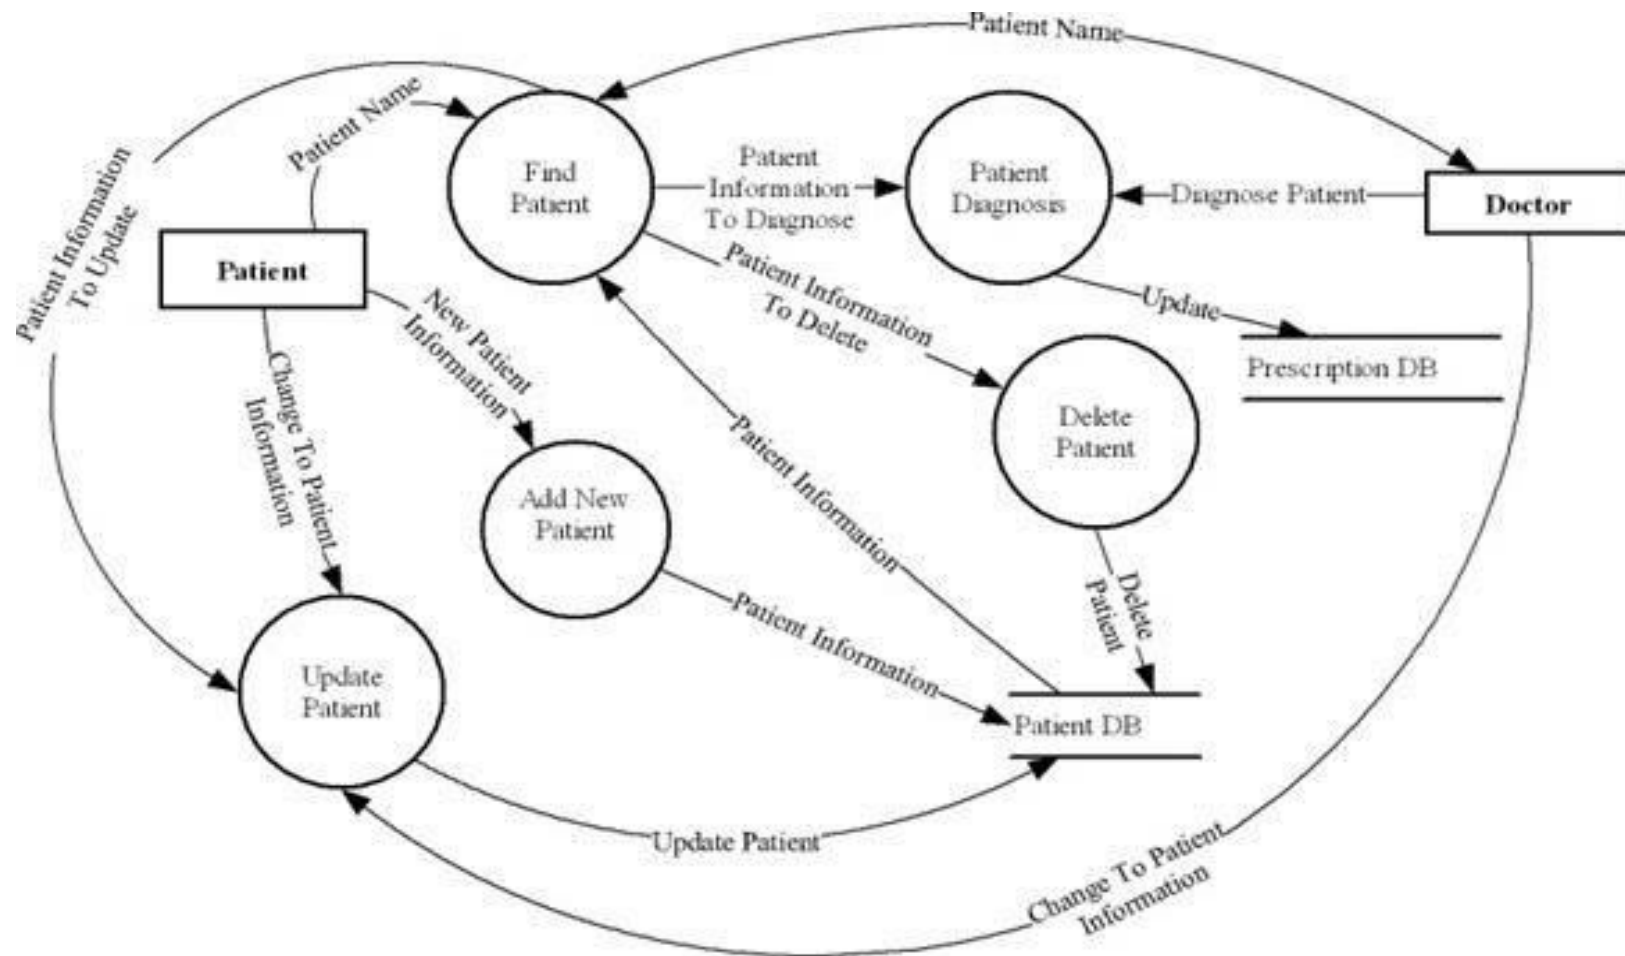 Patient Name
Patient Name
Patient Information
To Update
Find
Patient
Patient
Information
To Diagnose
Patient
Diagnosis
Diagnose Patient
Doctor
Patient
New Patient
Information
Patient Information
To Delete
Update
Prescription DB
Change To Patient
Information
Delete
Patient
Patient Information
Add New
Patient
Delete
Patient
Patient Information
Update
Patient
Patient DB
Update Patient
Change To Patient
Information